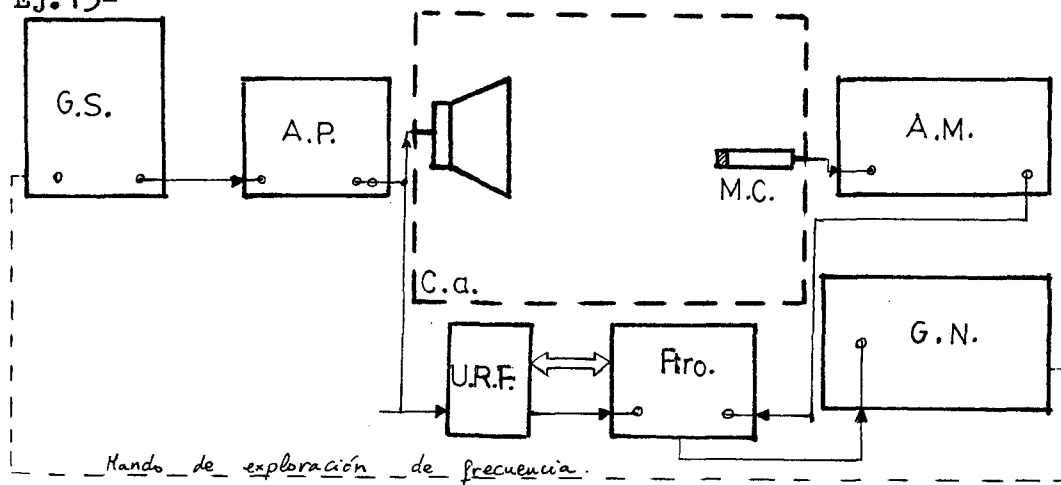 Ej.15-
G.S.
A.P.
A.M.
M.C.
C.a.
G.N.
U.R.F.
Ftro.
Mando de exploración de frecuencia.